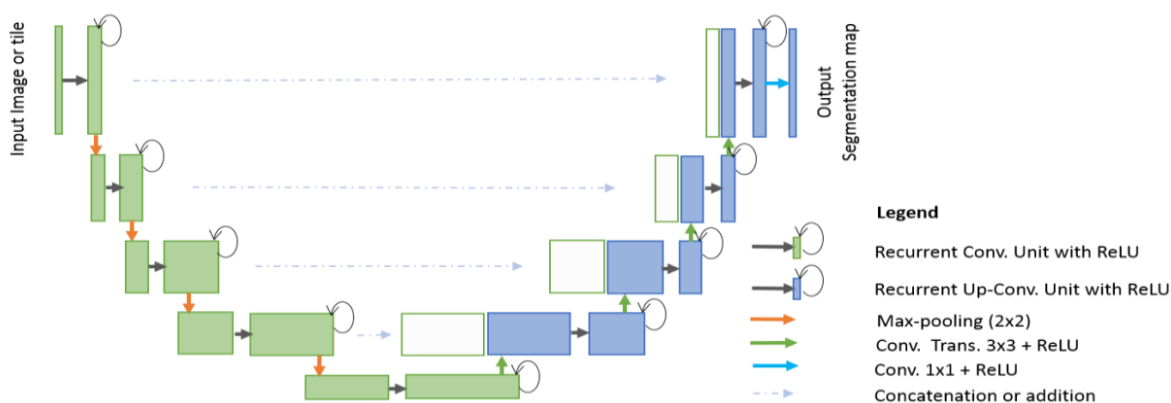 Input Image or tile
Output
Segmentation map
Legend
Recurrent Conv. Unit with ReLU
Recurrent Up-Conv. Unit with ReLU
Max-pooling (2x2)
Conv. Trans. 3x3 + ReLU
Conv. 1x1 + ReLU
Concatenation or addition